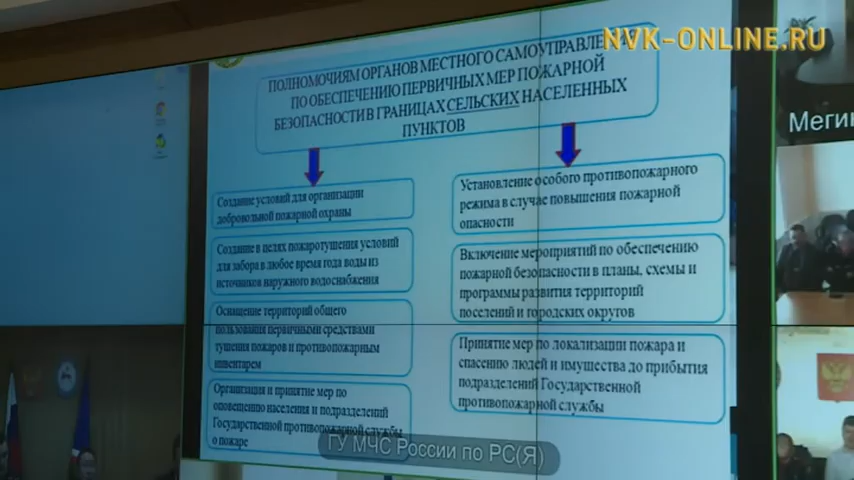 NVK-ONLINE.RU
ПОЛНОМОЧИЯМ ОРГАНОВ МЕСТНОГО САМОУПРАВЛЕНИЯ
ПО ОБЕСПЕЧЕНИЮ ПЕРВИЧНЫХ МЕР ПОЖАРНОЙ
БЕЗОПАСНОСТИ В ГРАНИЦАХ СЕЛЬСКИХ НАСЕЛЕННЫХ
ПУНКТОВ
Создание условий для организации
добровольной пожарной охраны
Создание в целях пожаротушения условий
для забора в любое время года воды из
источников наружного водоснабжения
Оснащение территорий общего
пользования первичными средствами
тушения пожаров и противопожарным
инвентарем
Организация и принятие мер по
оповещению населения и подразделений
Государственной противопожарной службы
о пожаре
Установление особого противопожарного
режима в случае повышения пожарной
опасности
Включение мероприятий по обеспечению
пожарной безопасности в планы, схемы и
программы развития территорий
поселений и городских округов
Принятие мер по локализации пожара и
спасению людей и имущества до прибытия
подразделений Государственной
противопожарной службы
ГУ МЧС России по РС(Я)